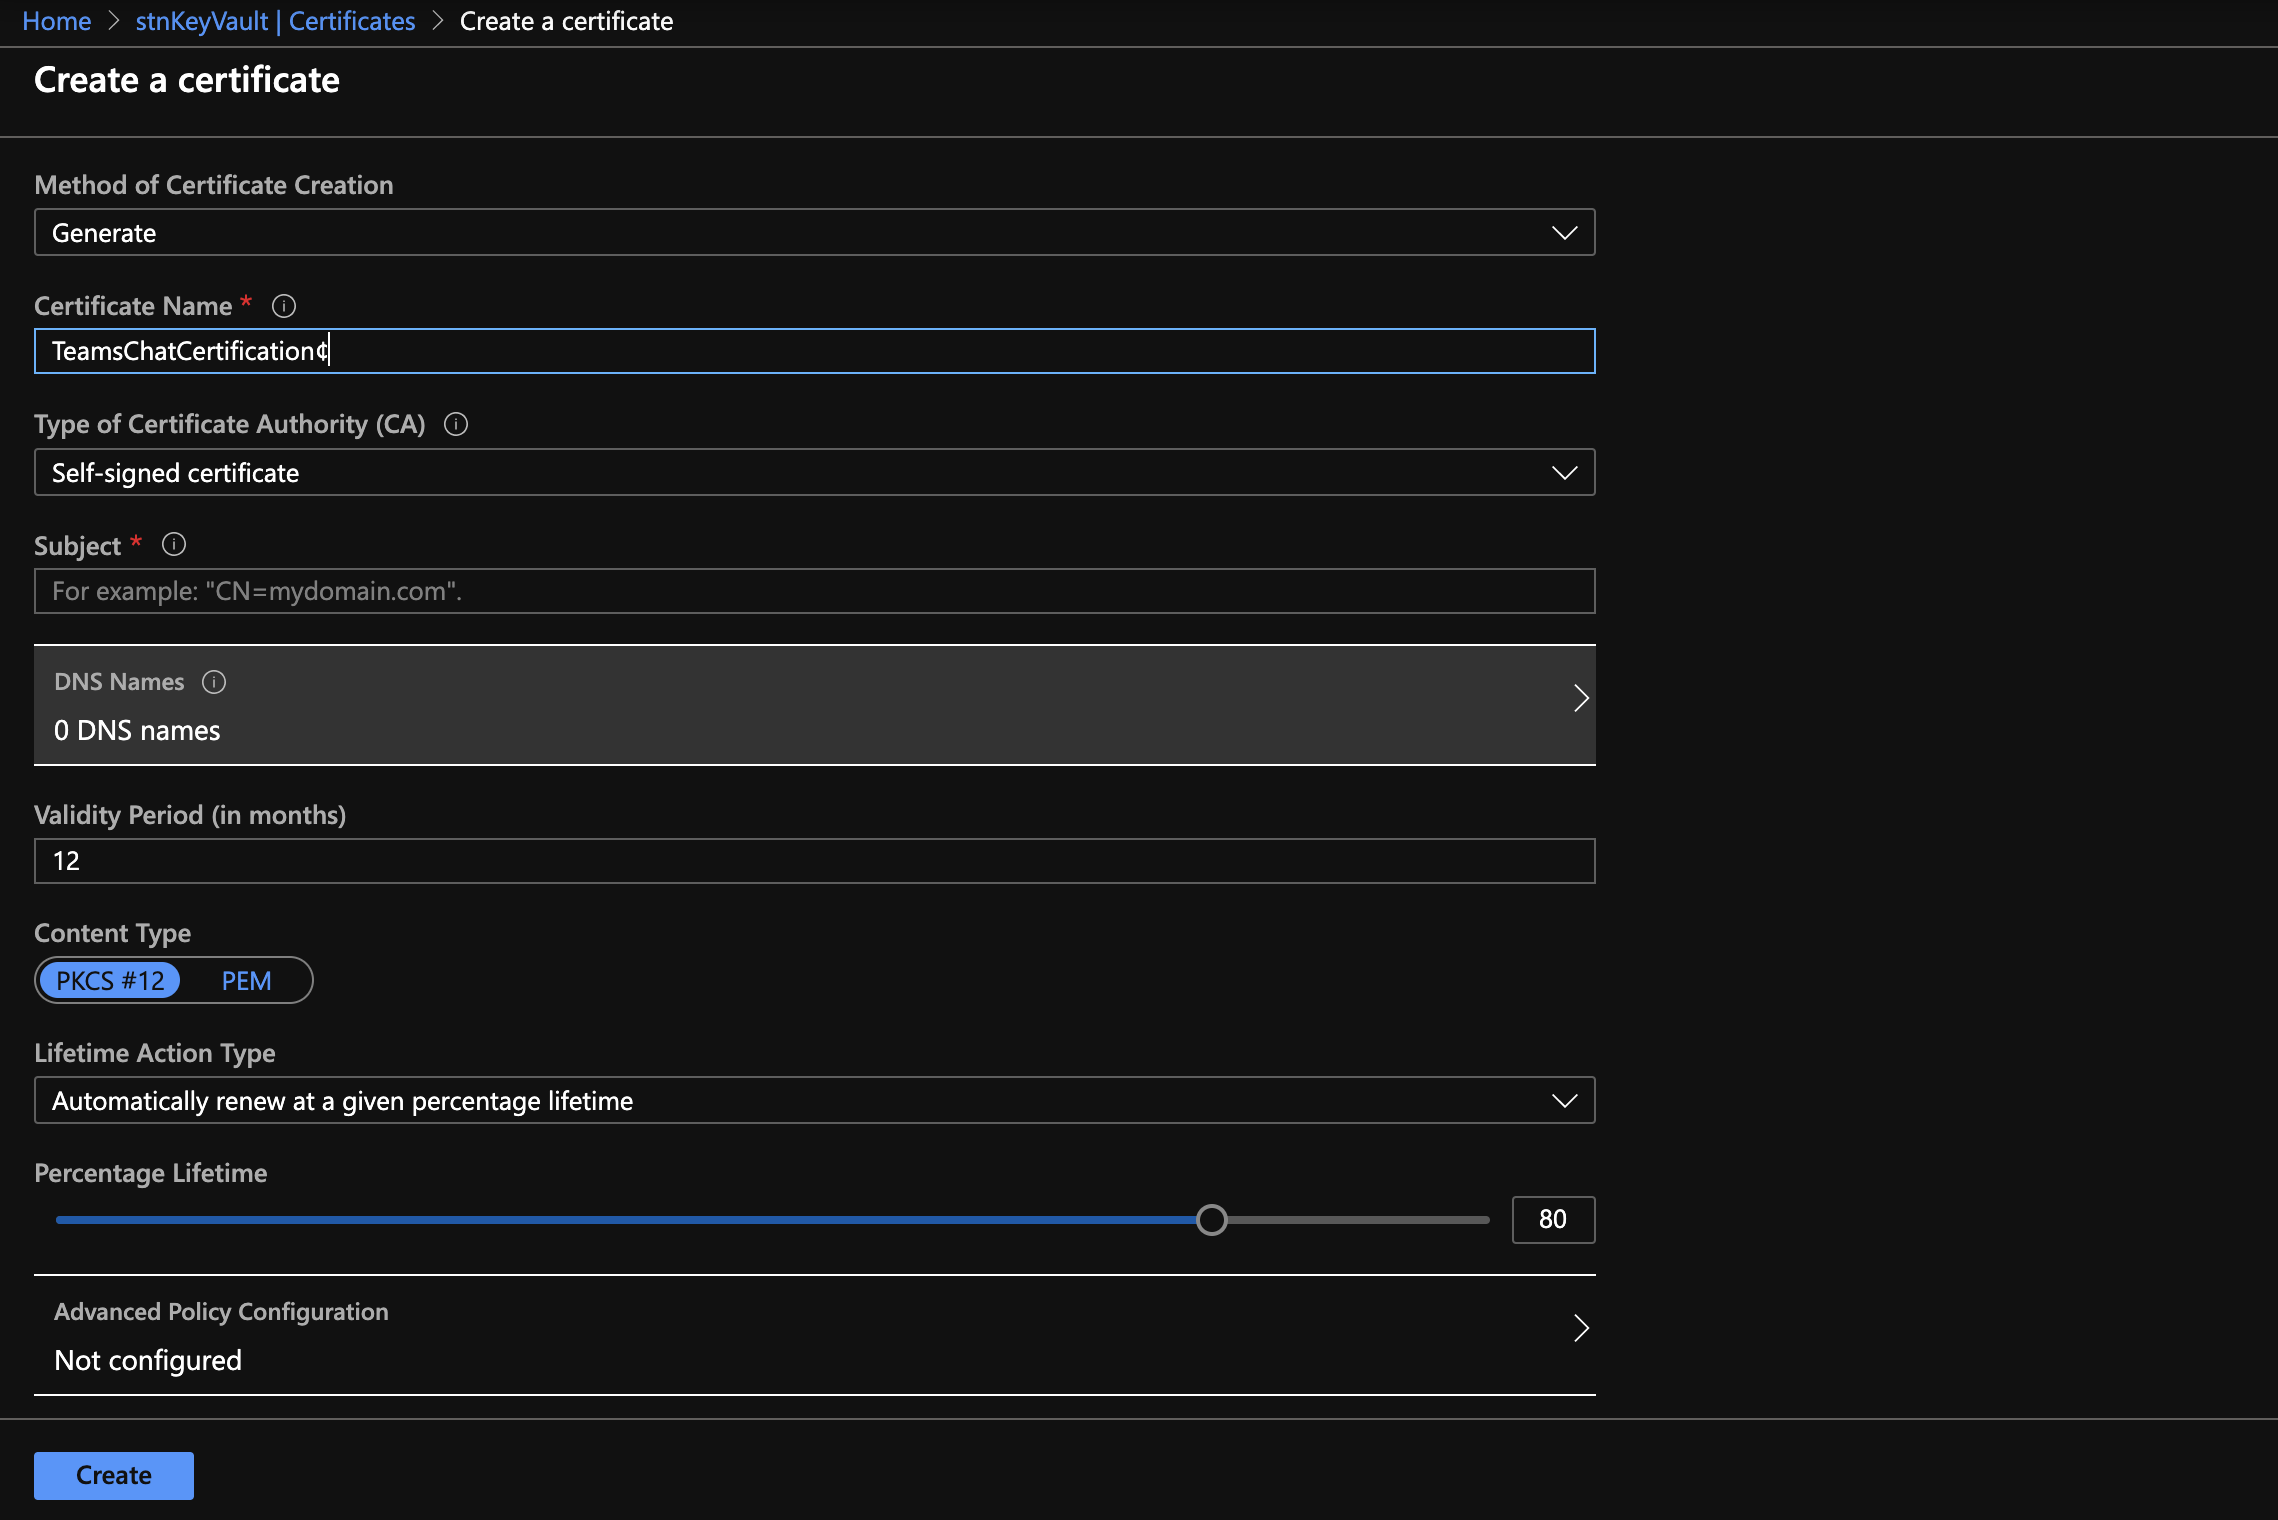 Home > stnKeyVault | Certificates > Create a certificate
Create a certificate
Method of Certificate Creation
Generate
Certificate Name *
TeamsChatCertification¢
Type of Certificate Authority (CA)
Self-signed certificate
Subject *
For example: "CN=mydomain.com".
DNS Names
0 DNS names
Validity Period (in months)
12
Content Type
PKCS #12 PEM
Lifetime Action Type
Automatically renew at a given percentage lifetime
Percentage Lifetime
80
Advanced Policy Configuration
Not configured
Create